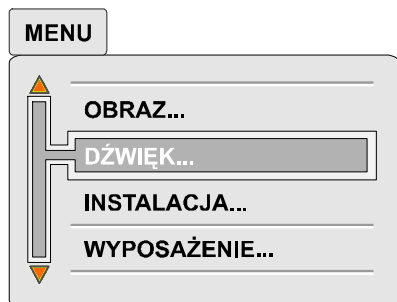 MENU
OBRAZ...
DŹWIĘK...
INSTALACJA...
WYPOSAŻENIE...